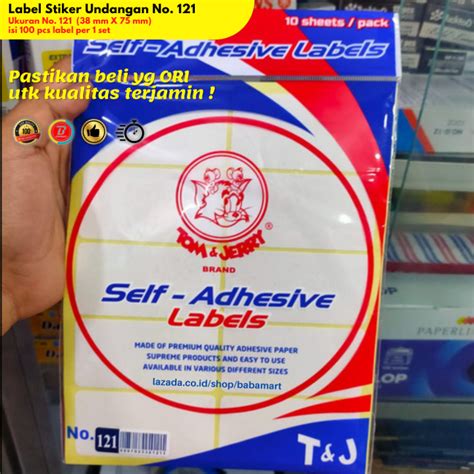 Label Stiker Undangan No. 121
Ukuran No. 121 (38 mm X 75 mm)
isi 100 pcs label per 1 set
10 sheets / pack
Self-Adhesive Labels
Pastikan beli yg ORI
utk kualitas terjamin !
100
TOM & JERRY
®
BRAND
Self - Adhesive
Labels
MADE OF PREMIUM QUALITY ADHESIVE PAPER
SUPREME PRODUCTS AND EASY TO USE
AVAILABLE IN VARIOUS DIFFERENT SIZES
lazada.co.id/shop/babamart
No. 121
T&J
PAPERLINE